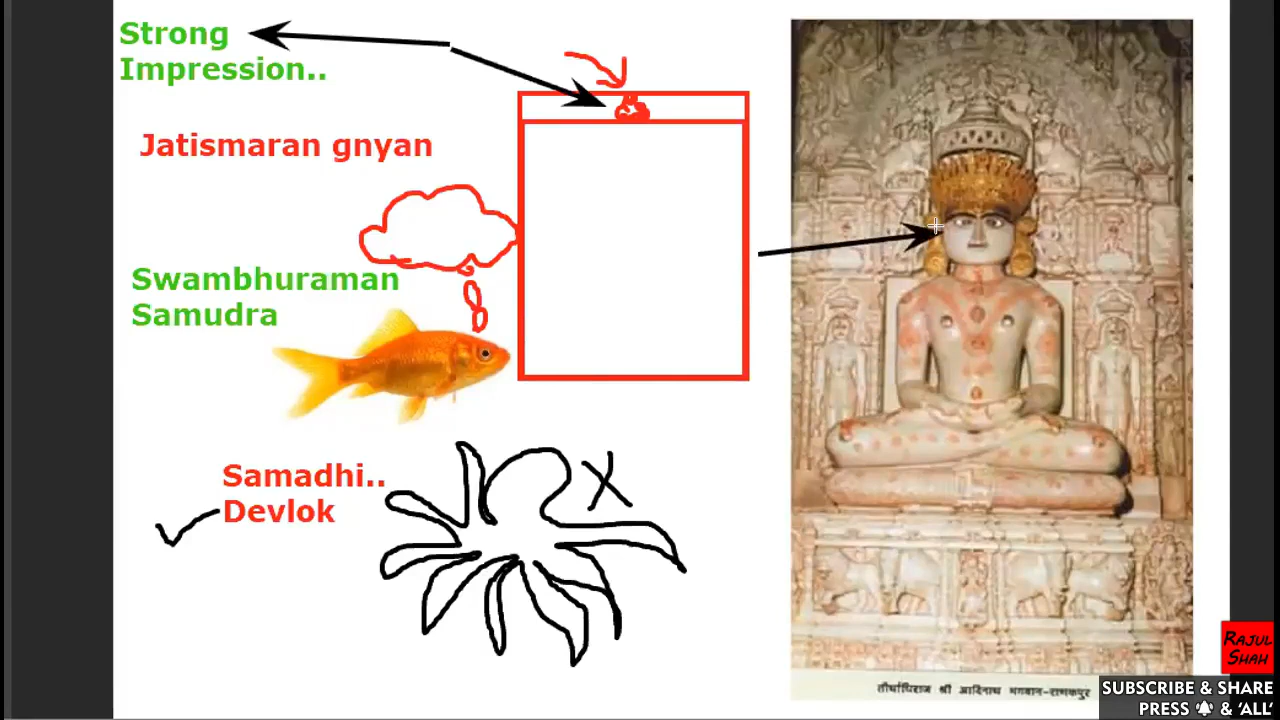 Strong
Impression..
Jatismaran gnyan
Swambhuraman
Samudra
Samadhi..
Devlok
तीर्थाधिराज श्री आदिनाथ भगवान-राणकपुर
RAJUL
SHAH
SUBSCRIBE & SHARE
PRESS & 'ALL'